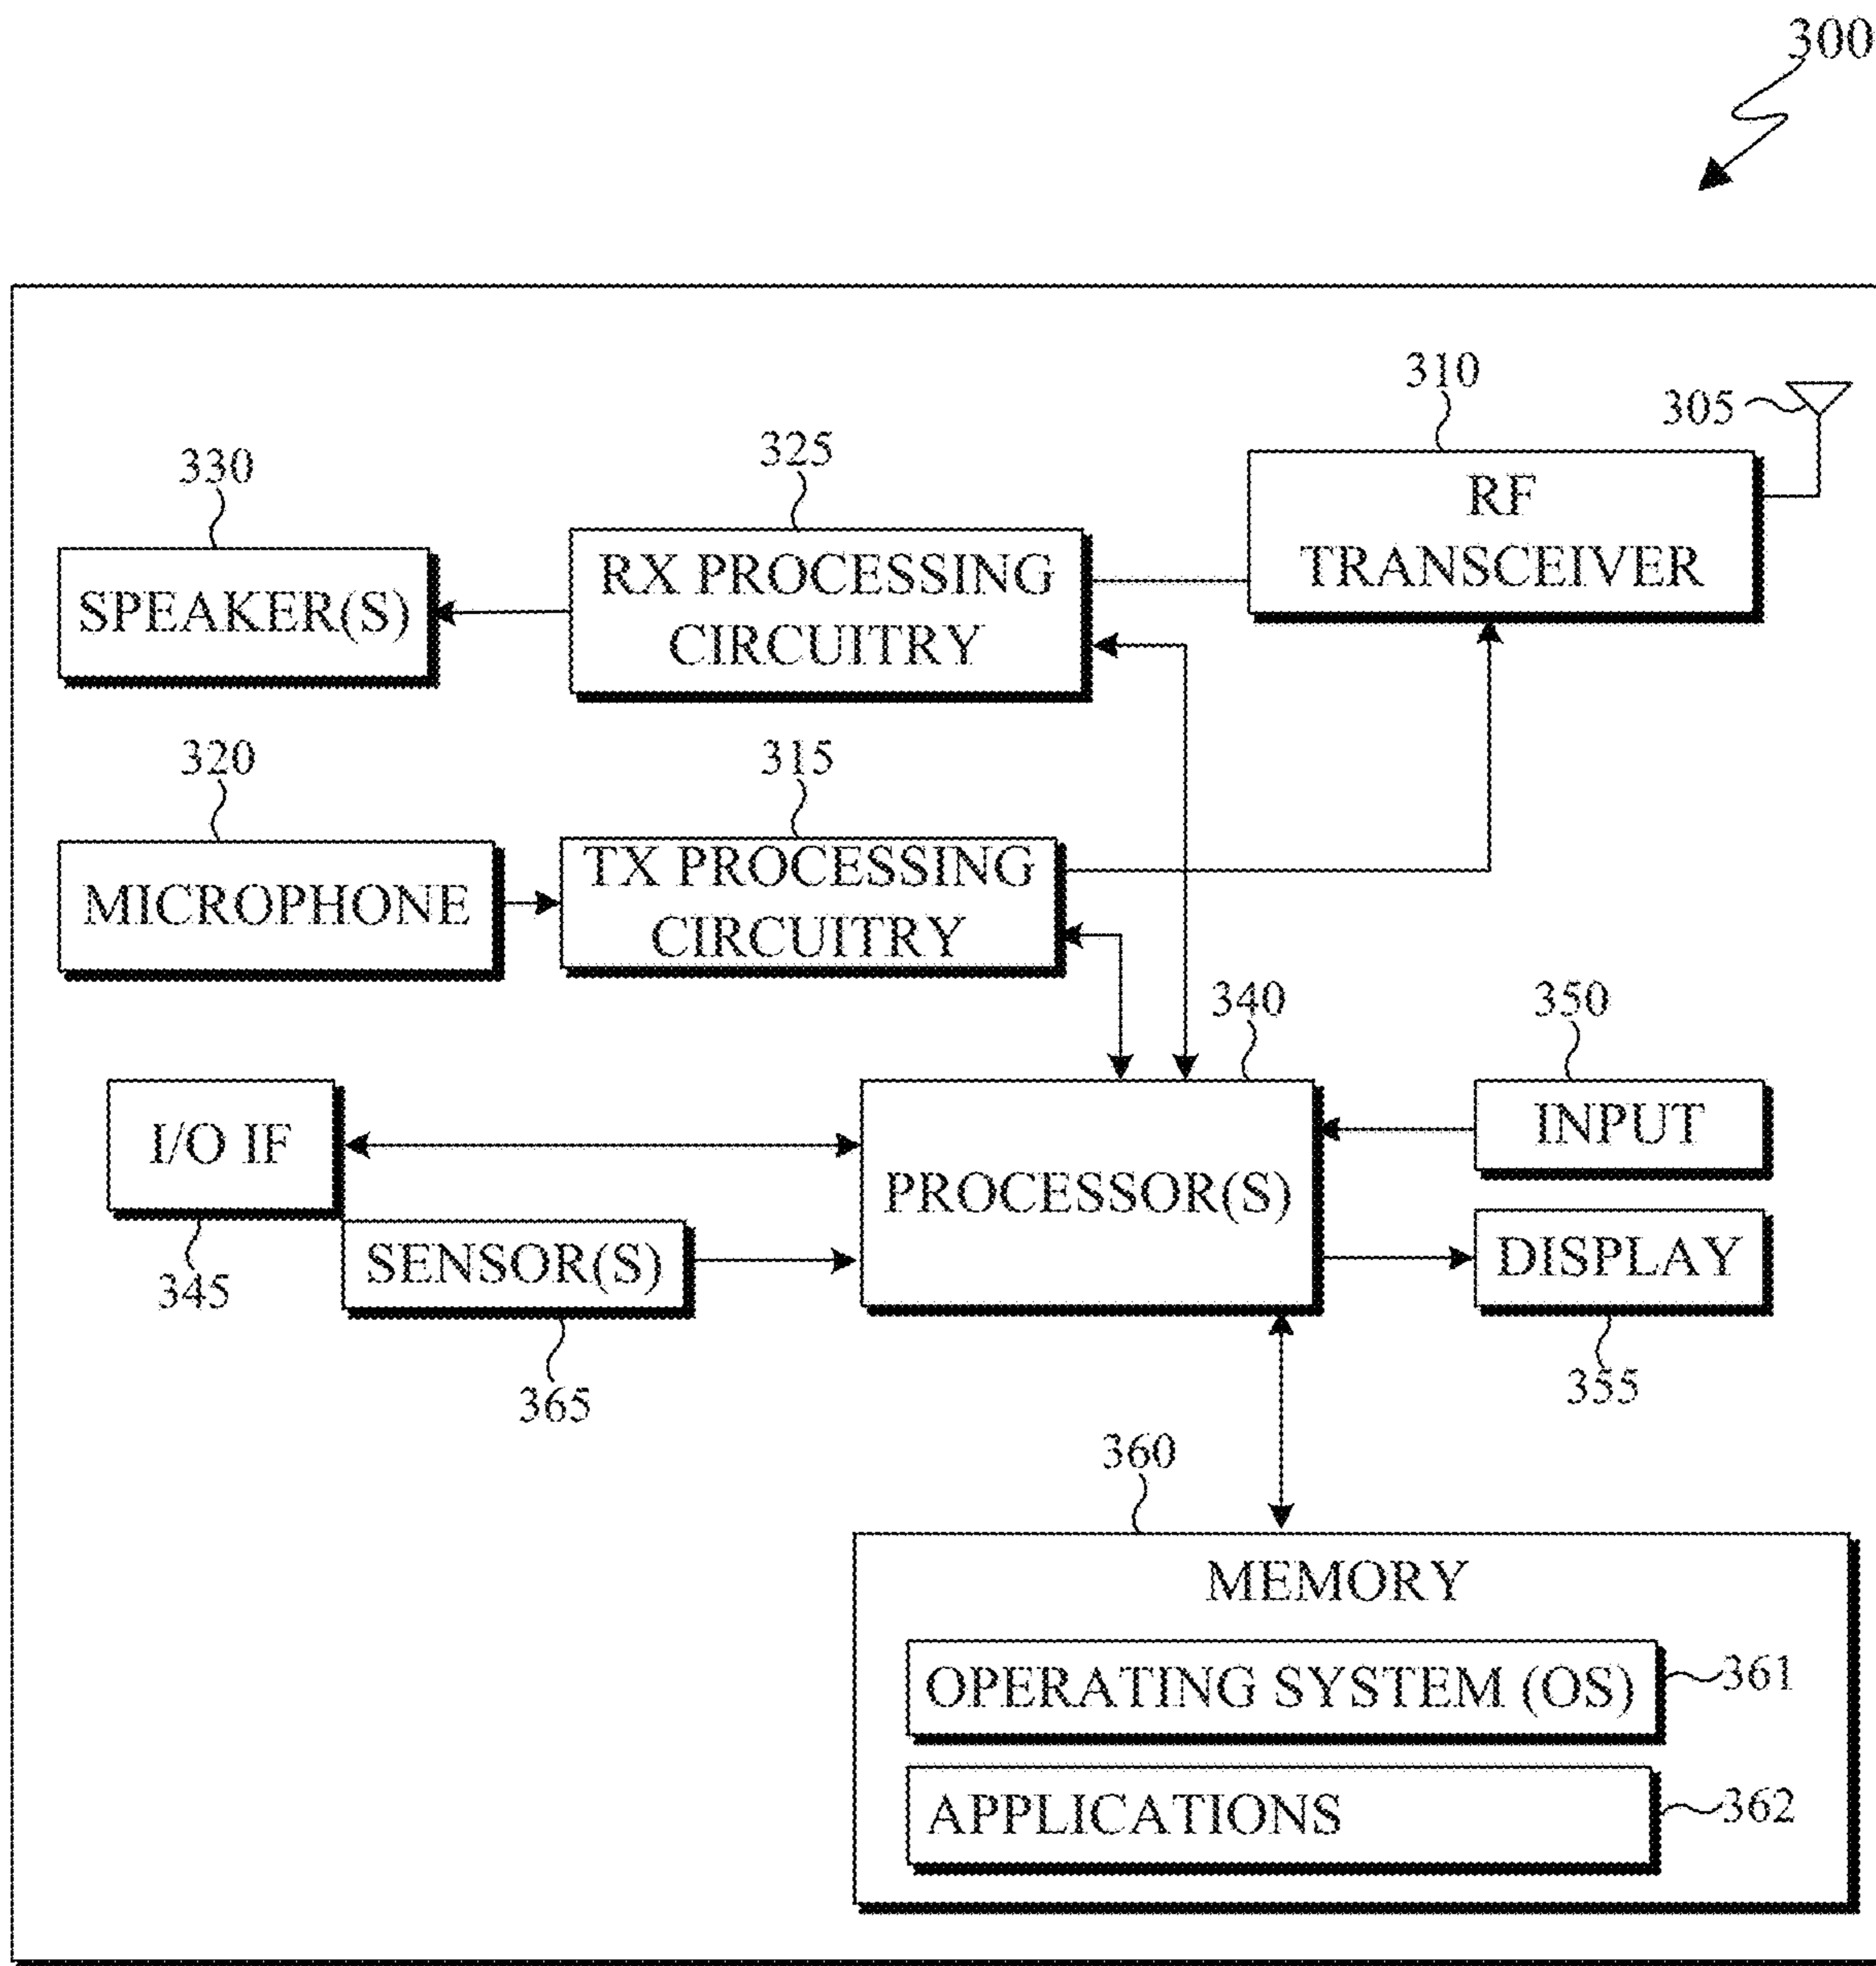 300
310
305
325
330
RF
TRANSCEIVER
RX PROCESSING
CIRCUITRY
SPEAKER(S)
320
315
TX PROCESSING
CIRCUITRY
MICROPHONE
340
350
I/O IF
INPUT
PROCESSOR(S)
SENSOR(S)
DISPLAY
345
365
355
360
MEMORY
OPERATING SYSTEM (OS)
361
APPLICATIONS
362